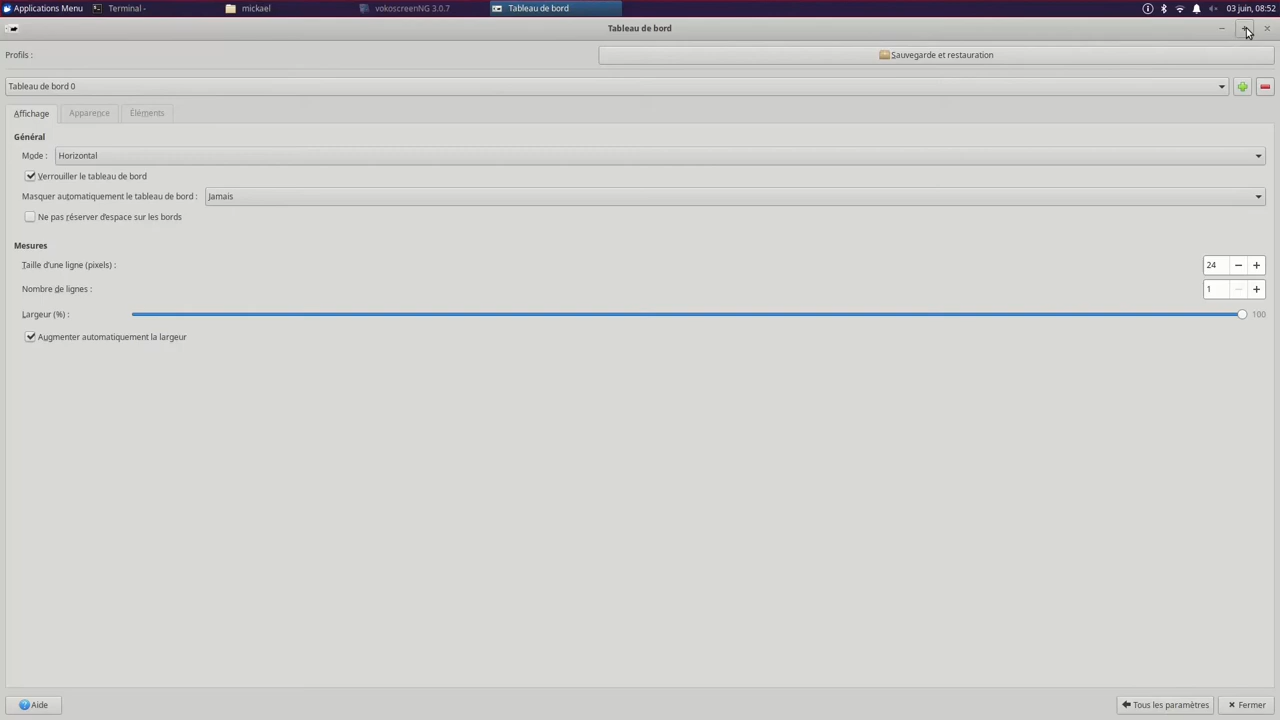 Applications Menu Terminal - mickael vokoscreenNG 3.0.7 Tableau de bord 03 juin, 08:52
Tableau de bord
Profils :
Sauvegarde et restauration
Tableau de bord 0
Affichage Apparence Éléments
Général
Mode : Horizontal
Verrouiller le tableau de bord
Masquer automatiquement le tableau de bord : Jamais
Ne pas réserver d'espace sur les bords
Mesures
Taille d'une ligne (pixels) : 24
Nombre de lignes : 1
Largeur (%) : 100
Augmenter automatiquement la largeur
Aide Tous les paramètres Fermer